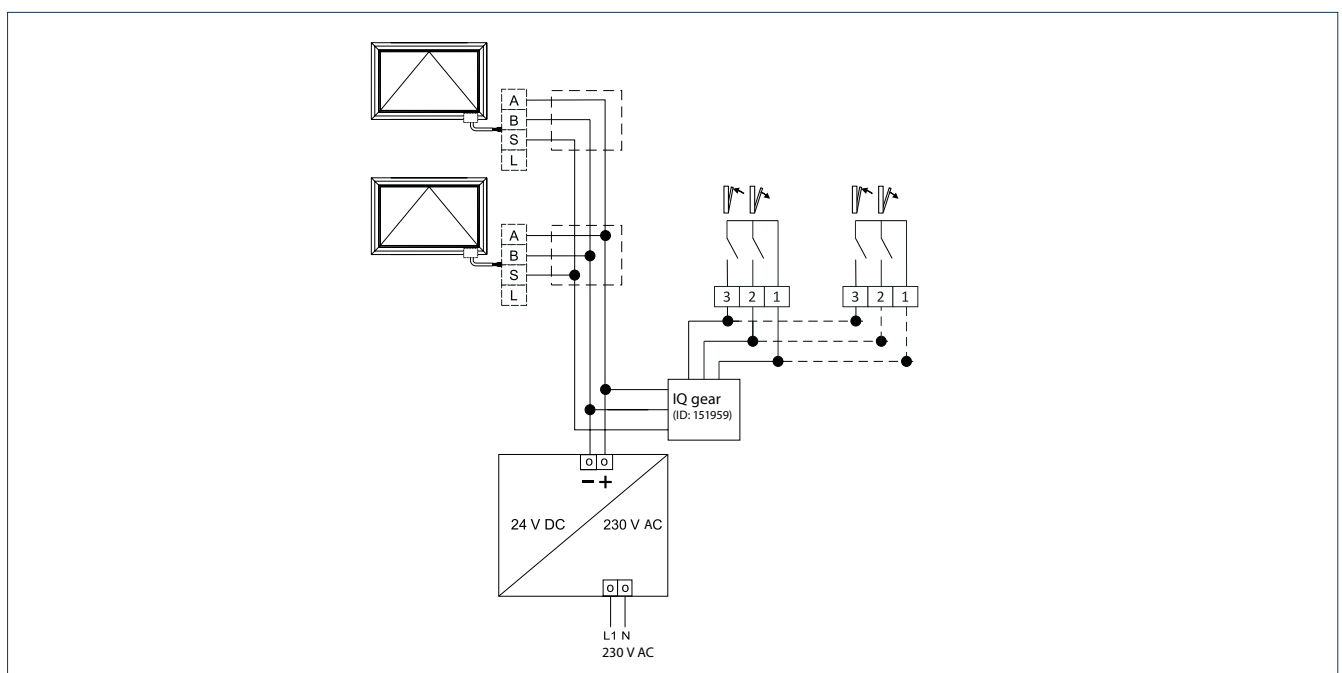 A
B
S
L
A
B
S
L
3 2 1
3 2 1
IQ gear
(ID: 151959)
o o
− +
24 V DC
230 V AC
o o
L1 N
230 V AC